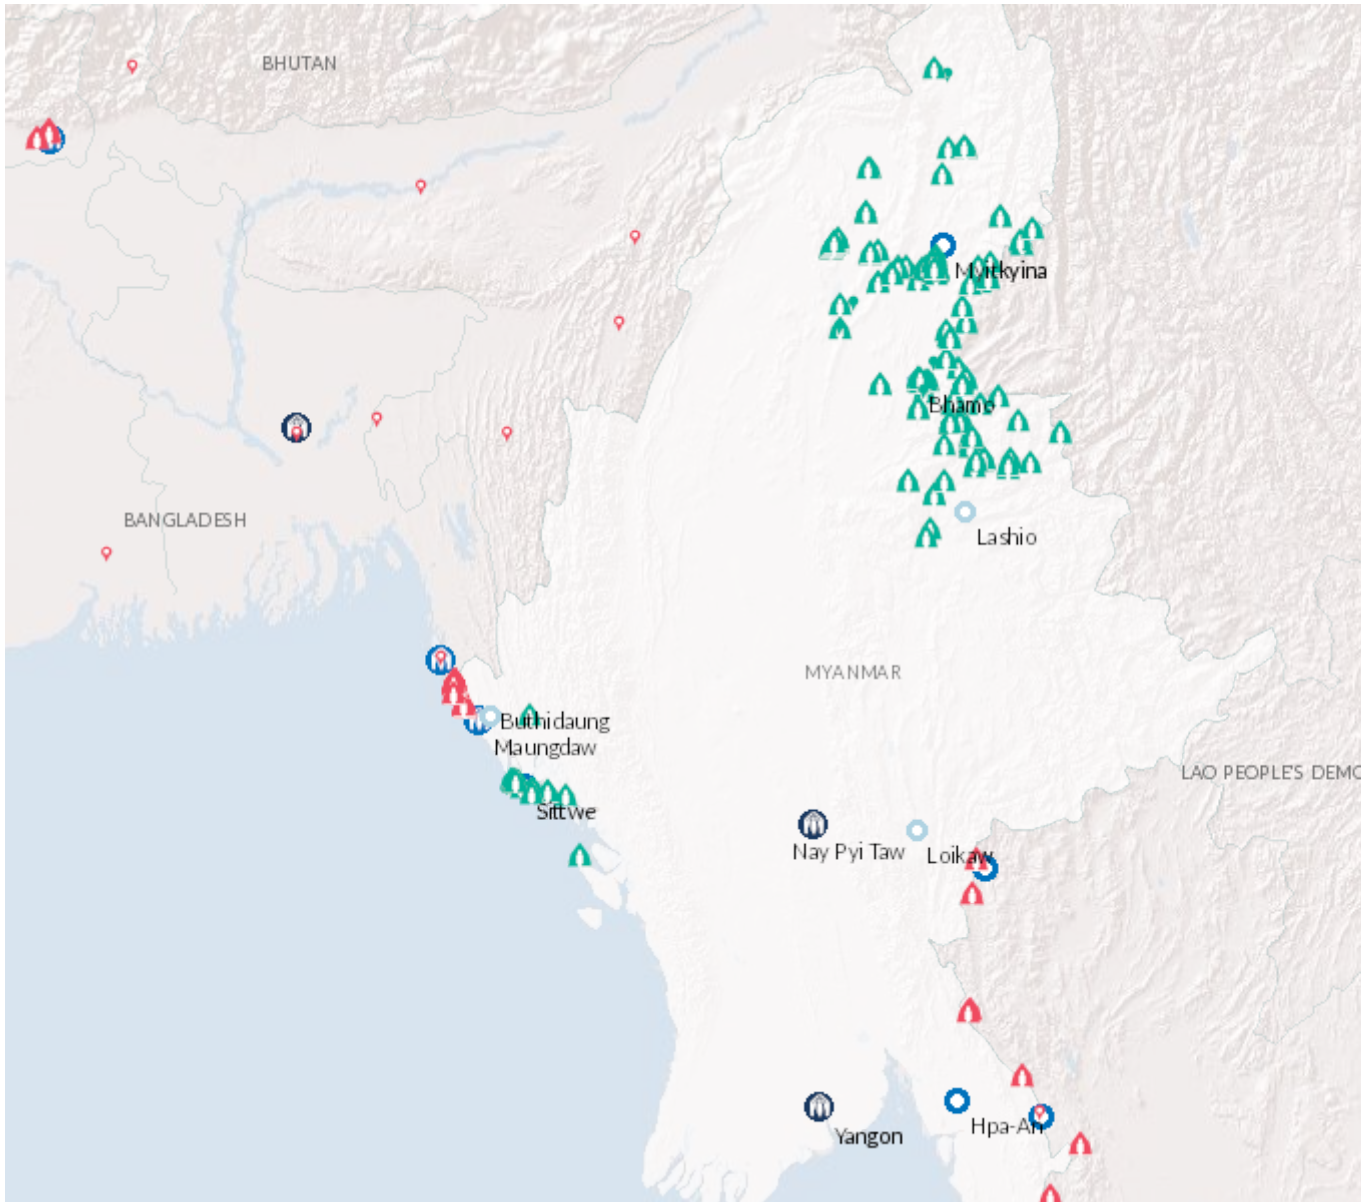 BHUTAN
Myitkyina
Bhamo
BANGLADESH
Lashio
MYANMAR
Buthidaung
Maungdaw
LAO PEOPLE'S DEMO
Sittwe
Nay Pyi Taw
Loikaw
Hpa-An
Yangon